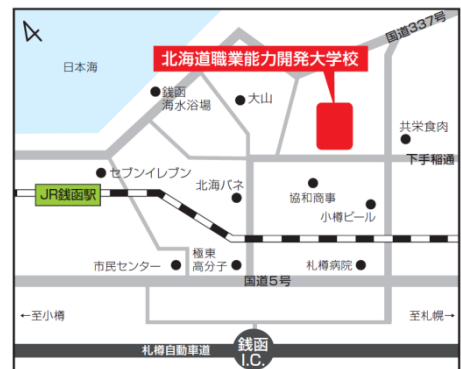 国道337号
日本海
北海道職業能力開発大学校
銭函
海水浴場
大山
共栄食肉
下手稲通
セブンイレブン
JR銭函駅
北海バネ
協和商事
小樽ビール
市民センター
極東
高分子
札樽病院
国道5号
←至小樽
至札幌→
札樽自動車道
銭函
I.C.